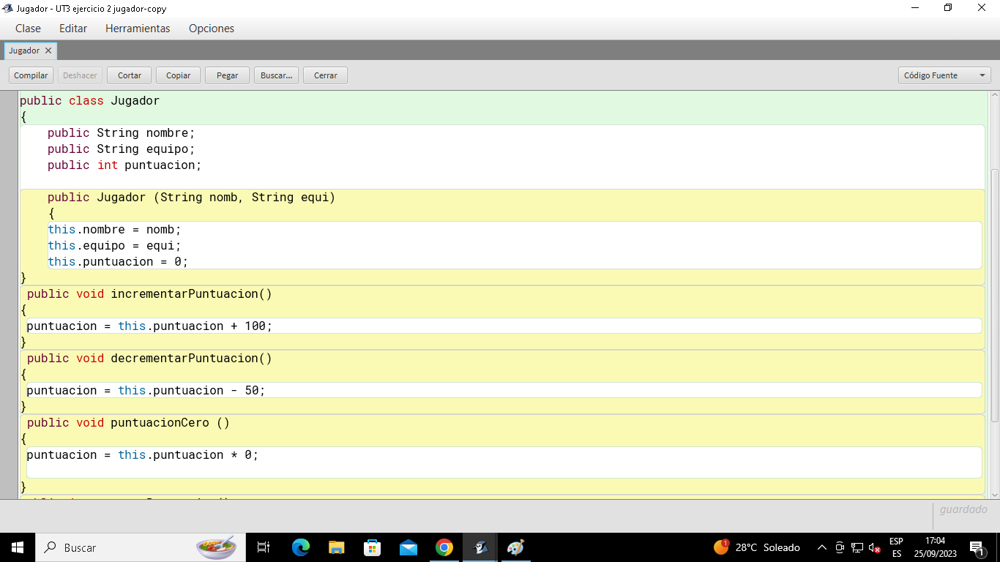 Jugador - UT3 ejercicio 2 jugador-copy
Clase Editar Herramientas Opciones
Jugador
Compilar Deshacer Cortar Copiar Pegar Buscar... Cerrar Código Fuente
public class Jugador
{
public String nombre;
public String equipo;
public int puntuacion;
public Jugador (String nomb, String equi)
{
this.nombre = nomb;
this.equipo = equi;
this.puntuacion = 0;
}
public void incrementarPuntuacion()
{
puntuacion = this.puntuacion + 100;
}
public void decrementarPuntuacion()
{
puntuacion = this.puntuacion - 50;
}
public void puntuacionCero ()
{
puntuacion = this.puntuacion * 0;
}
guardado
Buscar
1
28°C Soleado
ESP
ES
17:04
25/09/2023
1